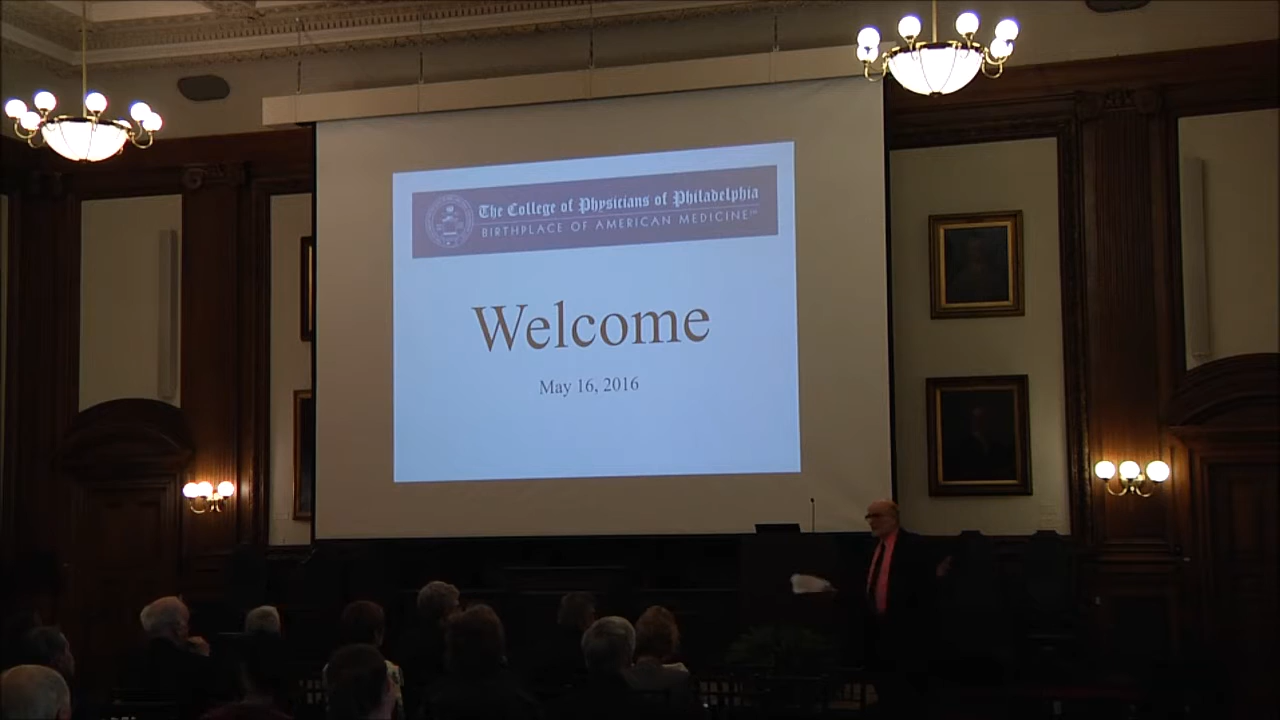 The College of Physicians of Philadelphia
BIRTHPLACE OF AMERICAN MEDICINE℠
Welcome
May 16, 2016